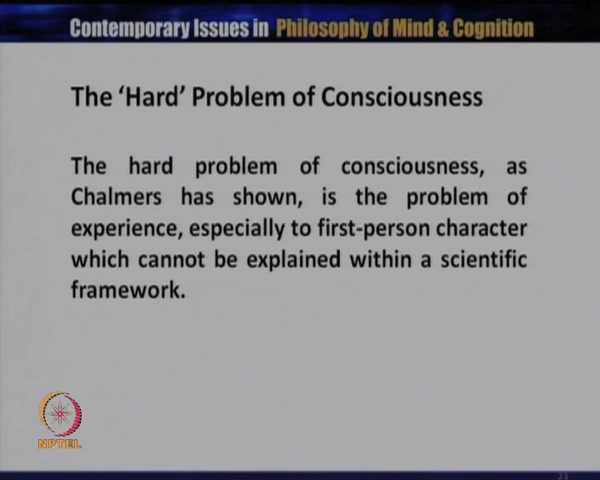 Contemporary Issues in Philosophy of Mind & Cognition
The 'Hard' Problem of Consciousness
The hard problem of consciousness, as
Chalmers has shown, is the problem of
experience, especially to first-person character
which cannot be explained within a scientific
framework.
NPTEL